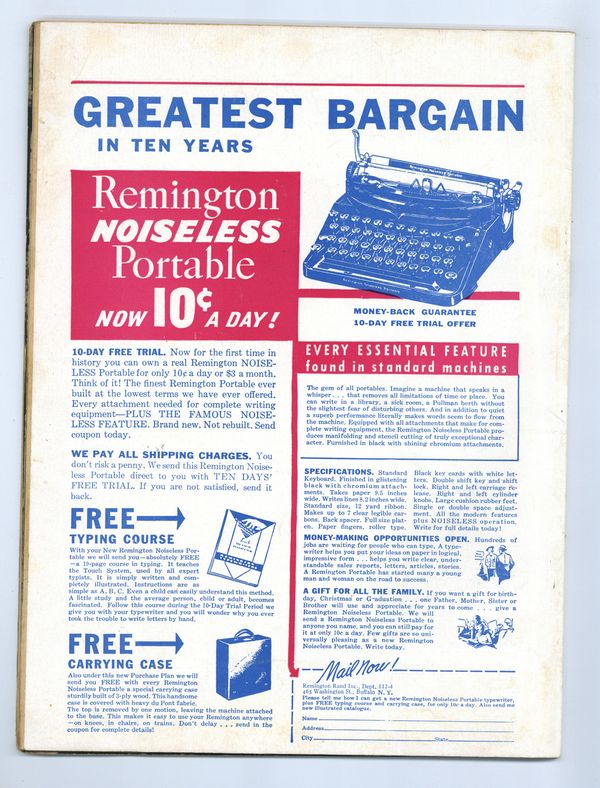 GREATEST BARGAIN
IN TEN YEARS
Remington
NOISELESS
Portable
NOW 10¢ A DAY!
MONEY-BACK GUARANTEE
10-DAY FREE TRIAL OFFER
10-DAY FREE TRIAL. Now for the first time in
history you can own a real Remington NOISE-
LESS Portable for only 10¢ a day or $3 a month.
Think of it! The finest Remington Portable ever
built at the lowest terms we have ever offered.
Every attachment needed for complete writing
equipment—PLUS THE FAMOUS NOISE-
LESS FEATURE. Brand new. Not rebuilt. Send
coupon today.
WE PAY ALL SHIPPING CHARGES. You
don't risk a penny. We send this Remington Noise-
less Portable direct to you with TEN DAYS'
FREE TRIAL. If you are not satisfied, send it
back.
FREE
TYPING COURSE
With your New Remington Noiseless Por-
table we will send you—absolutely FREE
—a 19-page course in typing. It teaches
the Touch System, used by all expert
typists. It is simply written and com-
pletely illustrated. Instructions are as
simple as A, B, C. Even a child can easily understand this method.
A little study and the average person, child or adult, becomes
fascinated. Follow this course during the 10-Day Trial Period we
give you with your typewriter and you will wonder why you ever
took the trouble to write letters by hand.
FREE
CARRYING CASE
Also under this new Purchase Plan we will
send you FREE with every Remington
Noiseless Portable a special carrying case
sturdily built of 3-ply wood. This handsome
case is covered with heavy du Pont fabric.
The top is removed by one motion, leaving the machine attached
to the base. This makes it easy to use your Remington anywhere
—on knees, in chairs, on trains. Don't delay . . . send in the
coupon for complete details!
EVERY ESSENTIAL FEATURE
found in standard machines
The gem of all portables. Imagine a machine that speaks in a
whisper . . . that removes all limitations of time or place. You
can write in a library, a sick room, a Pullman berth without
the slightest fear of disturbing others. And in addition to quiet
a superb performance literally makes words seem to flow from
the machine. Equipped with all attachments that make for com-
plete writing equipment, the Remington Noiseless Portable pro-
duces manifolding and stencil cutting of truly exceptional char-
acter. Furnished in black with shining chromium attachments.
SPECIFICATIONS. Standard
Keyboard. Finished in glistening
black with chromium attach-
ments. Takes paper 9.5 inches
wide. Writes lines 8.2 inches wide.
Standard size, 12 yard ribbon.
Makes up to 7 clear legible car-
bons. Back spacer. Full size plat-
en. Paper fingers, roller type.
Black key cards with white let-
ters. Double shift key and shift
lock. Right and left carriage re-
lease. Right and left cylinder
knobs. Large cushion rubber feet.
Single or double space adjust-
ment. All the modern features
plus NOISELESS operation.
Write for full details today!
MONEY-MAKING OPPORTUNITIES OPEN. Hundreds of
jobs are waiting for people who can type. A type-
writer helps you put your ideas on paper in logical,
impressive form . . . helps you write clear, under-
standable sales reports, letters, articles, stories.
A Remington Portable has started many a young
man and woman on the road to success.
A GIFT FOR ALL THE FAMILY. If you want a gift for birth-
day, Christmas or Graduation . . . one Father, Mother, Sister or
Brother will use and appreciate for years to come . . . give a
Remington Noiseless Portable. We will
send a Remington Noiseless Portable to
anyone you name, and you can still pay for
it at only 10c a day. Few gifts are so uni-
versally pleasing as a new Remington
Noiseless Portable. Write today.
Mail Now!
Remington Rand Inc., Dept. 112-4
465 Washington St., Buffalo N. Y.
Please tell me how I can get a new Remington Noiseless Portable typewriter,
plus FREE typing course and carrying case, for only 10c a day. Also send me
new illustrated catalogue.
Name
Address
City State